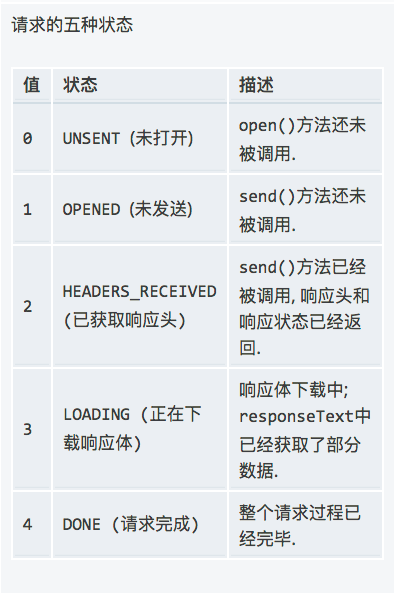 请求的五种状态
值 状态 描述
0 UNSENT (未打开) open()方法还未
被调用.
1 OPENED (未发送) send()方法还未
被调用.
2 HEADERS_RECEIVED
(已获取响应头) send()方法已经
被调用, 响应头和
响应状态已经返
回.
3 LOADING (正在下
载响应体) 响应体下载中;
responseText中
已经获取了部分
数据.
4 DONE (请求完成) 整个请求过程已
经完毕.